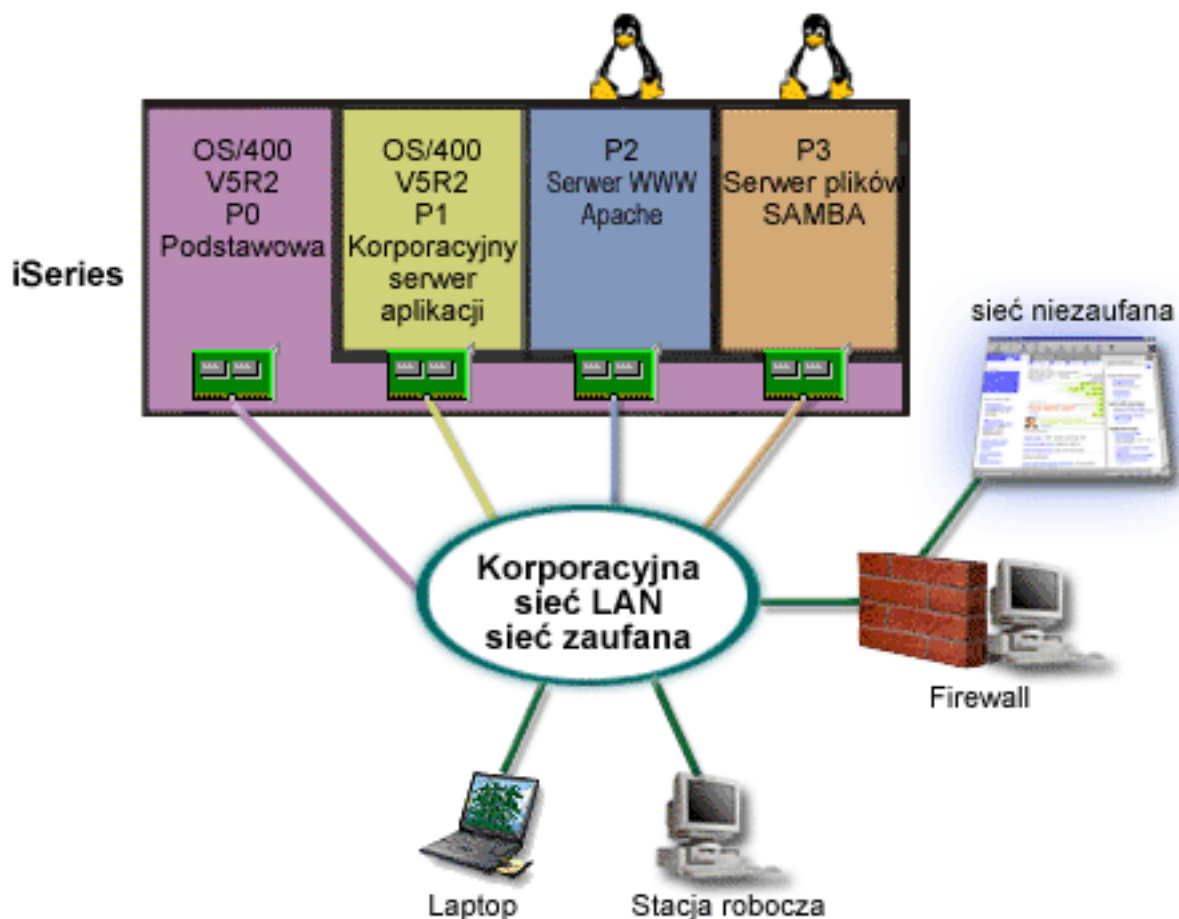 OS/400
V5R2
P0
Podstawowa
OS/400
V5R2
P1
Korporacyjny
serwer
aplikacji
P2
Serwer WWW
Apache
P3
Serwer plików
SAMBA
iSeries
sieć niezaufana
Korporacyjna
sieć LAN
sieć zaufana
Firewall
Laptop
Stacja robocza